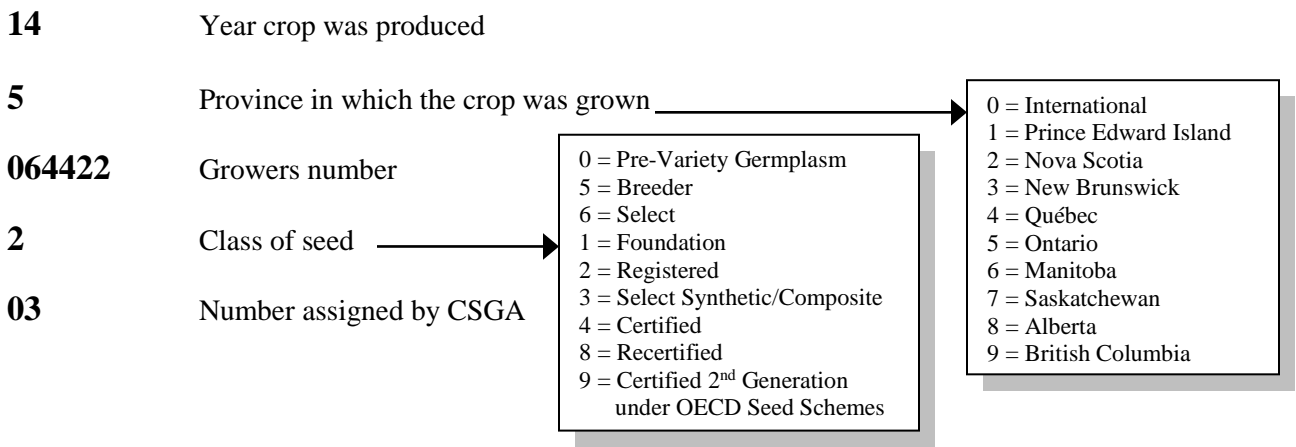 14 Year crop was produced
5 Province in which the crop was grown
064422 Growers number
2 Class of seed
03 Number assigned by CSGA
0 = Pre-Variety Germplasm
5 = Breeder
6 = Select
1 = Foundation
2 = Registered
3 = Select Synthetic/Composite
4 = Certified
8 = Recertified
9 = Certified 2nd Generation
under OECD Seed Schemes
0 = International
1 = Prince Edward Island
2 = Nova Scotia
3 = New Brunswick
4 = Québec
5 = Ontario
6 = Manitoba
7 = Saskatchewan
8 = Alberta
9 = British Columbia